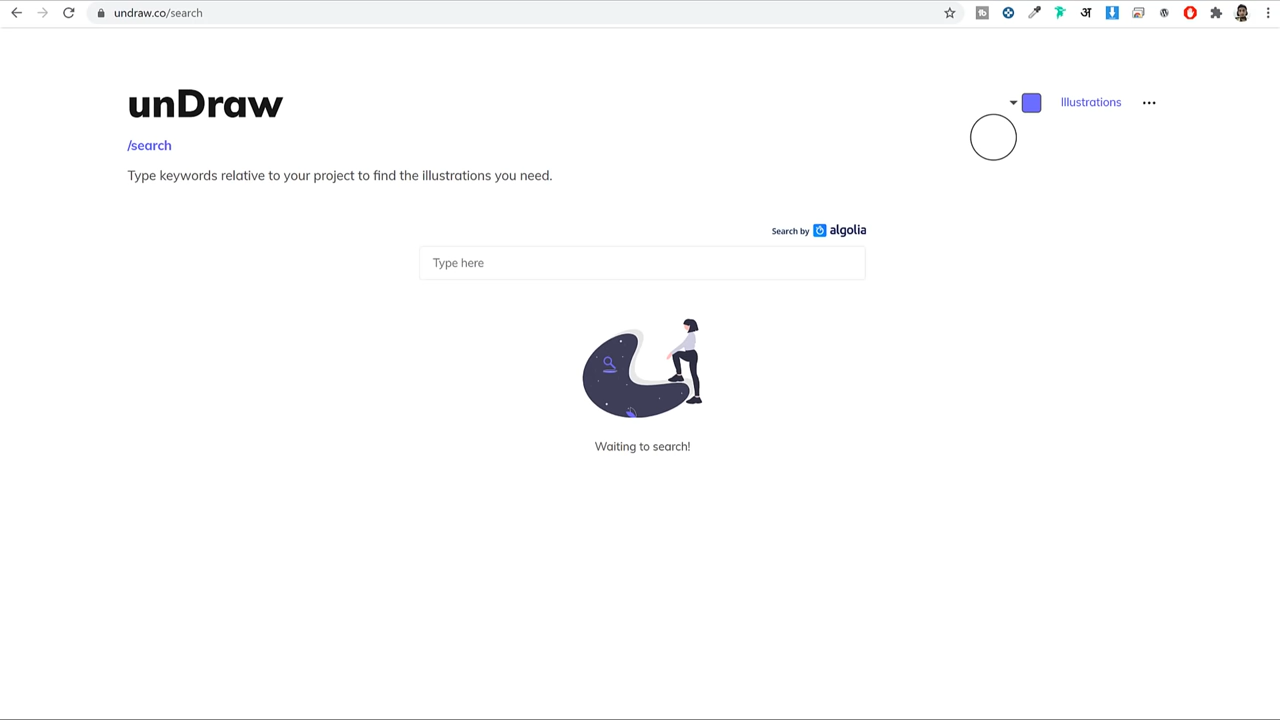 undraw.co/search
unDraw
Illustrations
/search
Type keywords relative to your project to find the illustrations you need.
Search by algolia
Type here
Waiting to search!